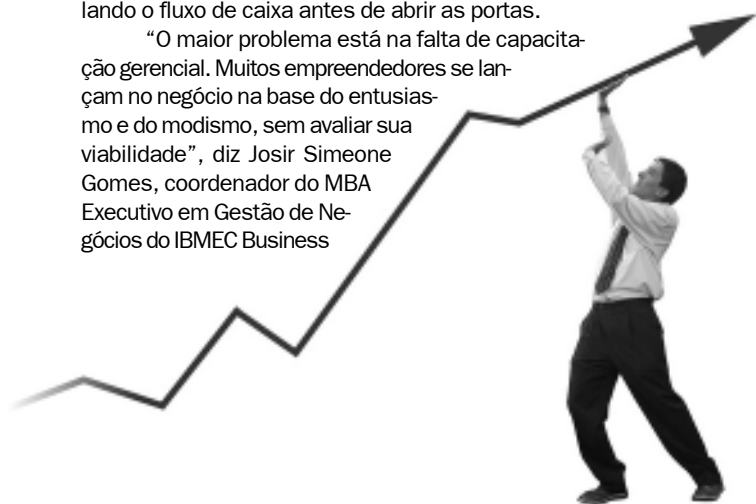 lando o fluxo de caixa antes de abrir as portas.
“O maior problema está na falta de capacita-
ção gerencial. Muitos empreendedores se lan-
çam no negócio na base do entusias-
mo e do modismo, sem avaliar sua
viabilidade”, diz Josir Simeone
Gomes, coordenador do MBA
Executivo em Gestão de Ne-
gócios do IBMEC Business